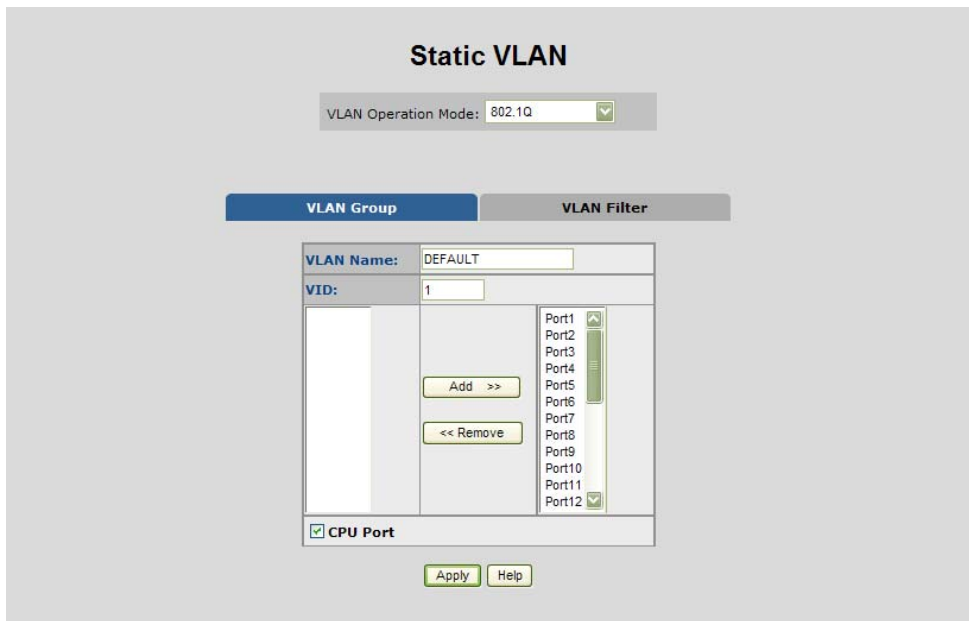 Static VLAN
VLAN Operation Mode: 802.1Q
VLAN Group VLAN Filter
VLAN Name: DEFAULT
VID: 1
Port1
Port2
Port3
Port4
Add >> Port5
Port6
Port7
<< Remove Port8
Port9
Port10
Port11
Port12
CPU Port
Apply Help